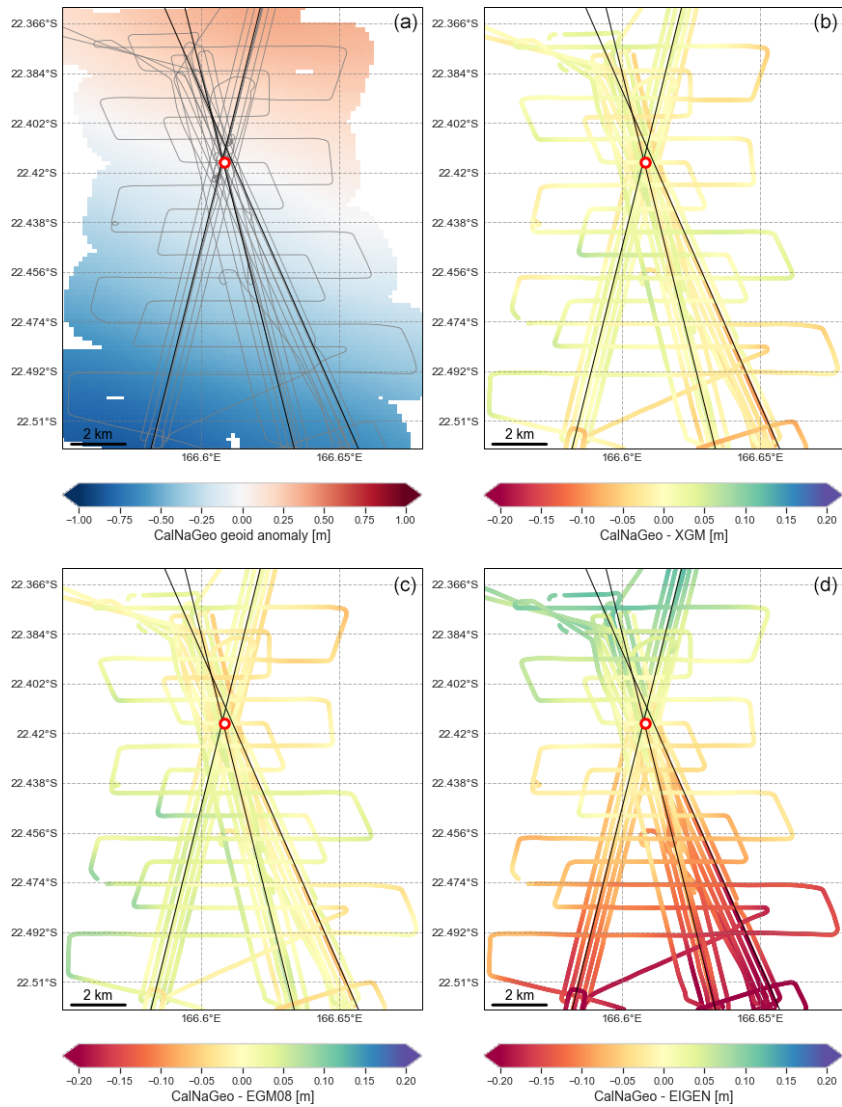 (a)
22.366°S
22.384°S
22.402°S
22.42°S
22.438°S
22.456°S
22.474°S
22.492°S
22.51°S
2 km
166.6°E 166.65°E
−1.00 −0.75 −0.50 −0.25 0.00 0.25 0.50 0.75 1.00
CalNaGeo geoid anomaly [m]
(b)
22.366°S
22.384°S
22.402°S
22.42°S
22.438°S
22.456°S
22.474°S
22.492°S
22.51°S
2 km
166.6°E 166.65°E
−0.20 −0.15 −0.10 −0.05 0.00 0.05 0.10 0.15 0.20
CalNaGeo - XGM [m]
(c)
22.366°S
22.384°S
22.402°S
22.42°S
22.438°S
22.456°S
22.474°S
22.492°S
22.51°S
2 km
166.6°E 166.65°E
−0.20 −0.15 −0.10 −0.05 0.00 0.05 0.10 0.15 0.20
CalNaGeo - EGM08 [m]
(d)
22.366°S
22.384°S
22.402°S
22.42°S
22.438°S
22.456°S
22.474°S
22.492°S
22.51°S
2 km
166.6°E 166.65°E
−0.20 −0.15 −0.10 −0.05 0.00 0.05 0.10 0.15 0.20
CalNaGeo - EIGEN [m]